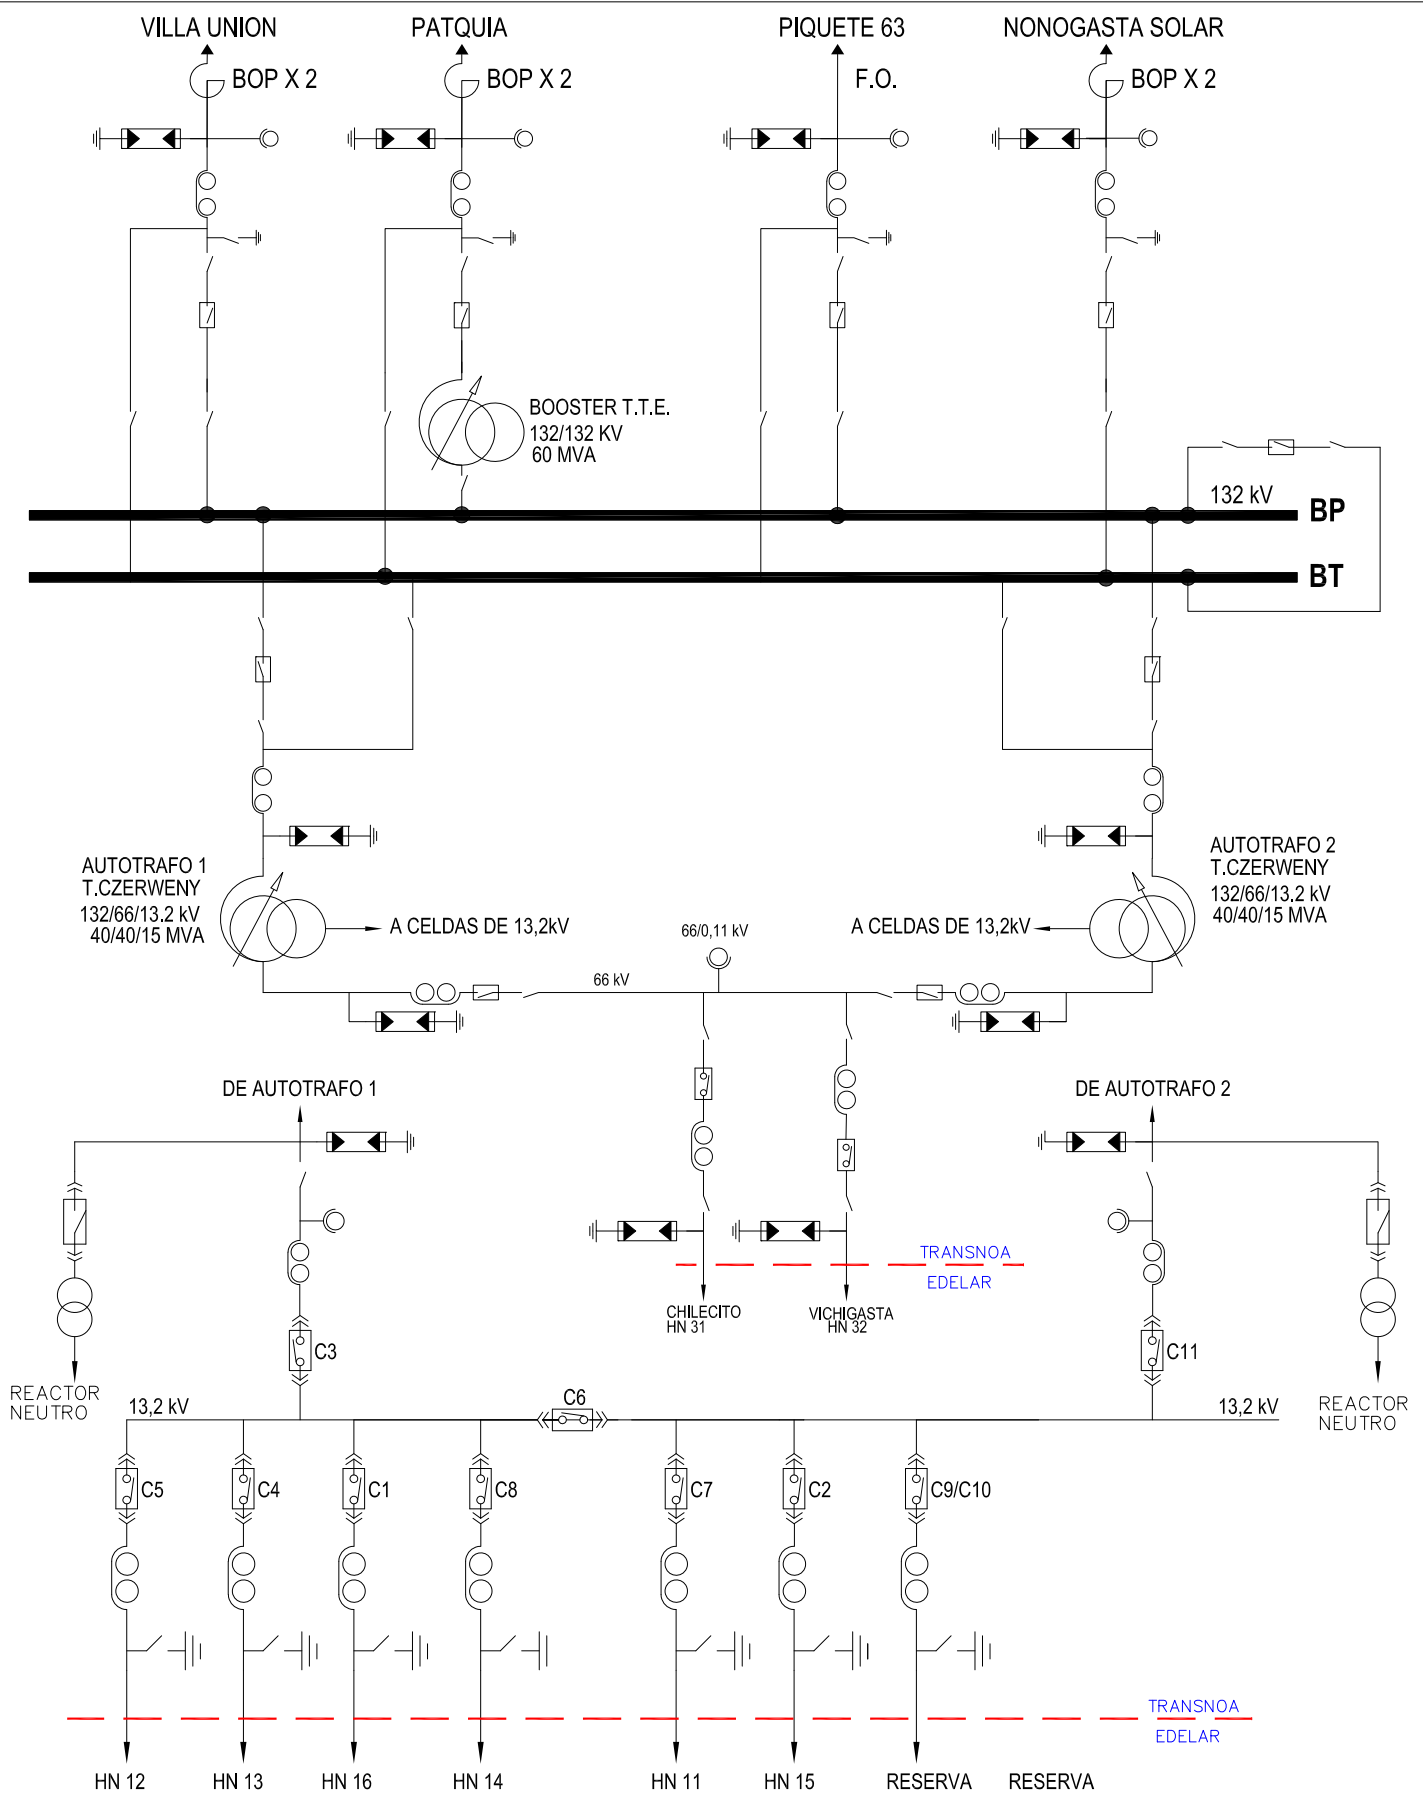 VILLA UNION
PATQUIA
PIQUETE 63
NONOGASTA SOLAR
BOP X 2
BOP X 2
F.O.
BOP X 2
BOOSTER T.T.E.
132/132 KV
60 MVA
132 kV
BP
BT
AUTOTRAFO 1
T.CZERWENY
132/66/13.2 kV
40/40/15 MVA
A CELDAS DE 13,2kV
66/0,11 kV
A CELDAS DE 13,2kV
AUTOTRAFO 2
T.CZERWENY
132/66/13.2 kV
40/40/15 MVA
66 kV
DE AUTOTRAFO 1
DE AUTOTRAFO 2
TRANSNOA
EDELAR
CHILECITO
HN 31
VICHIGASTA
HN 32
C3
C11
REACTOR
NEUTRO
REACTOR
NEUTRO
13,2 kV
C6
13,2 kV
C5
C4
C1
C8
C7
C2
C9/C10
TRANSNOA
EDELAR
HN 12
HN 13
HN 16
HN 14
HN 11
HN 15
RESERVA
RESERVA